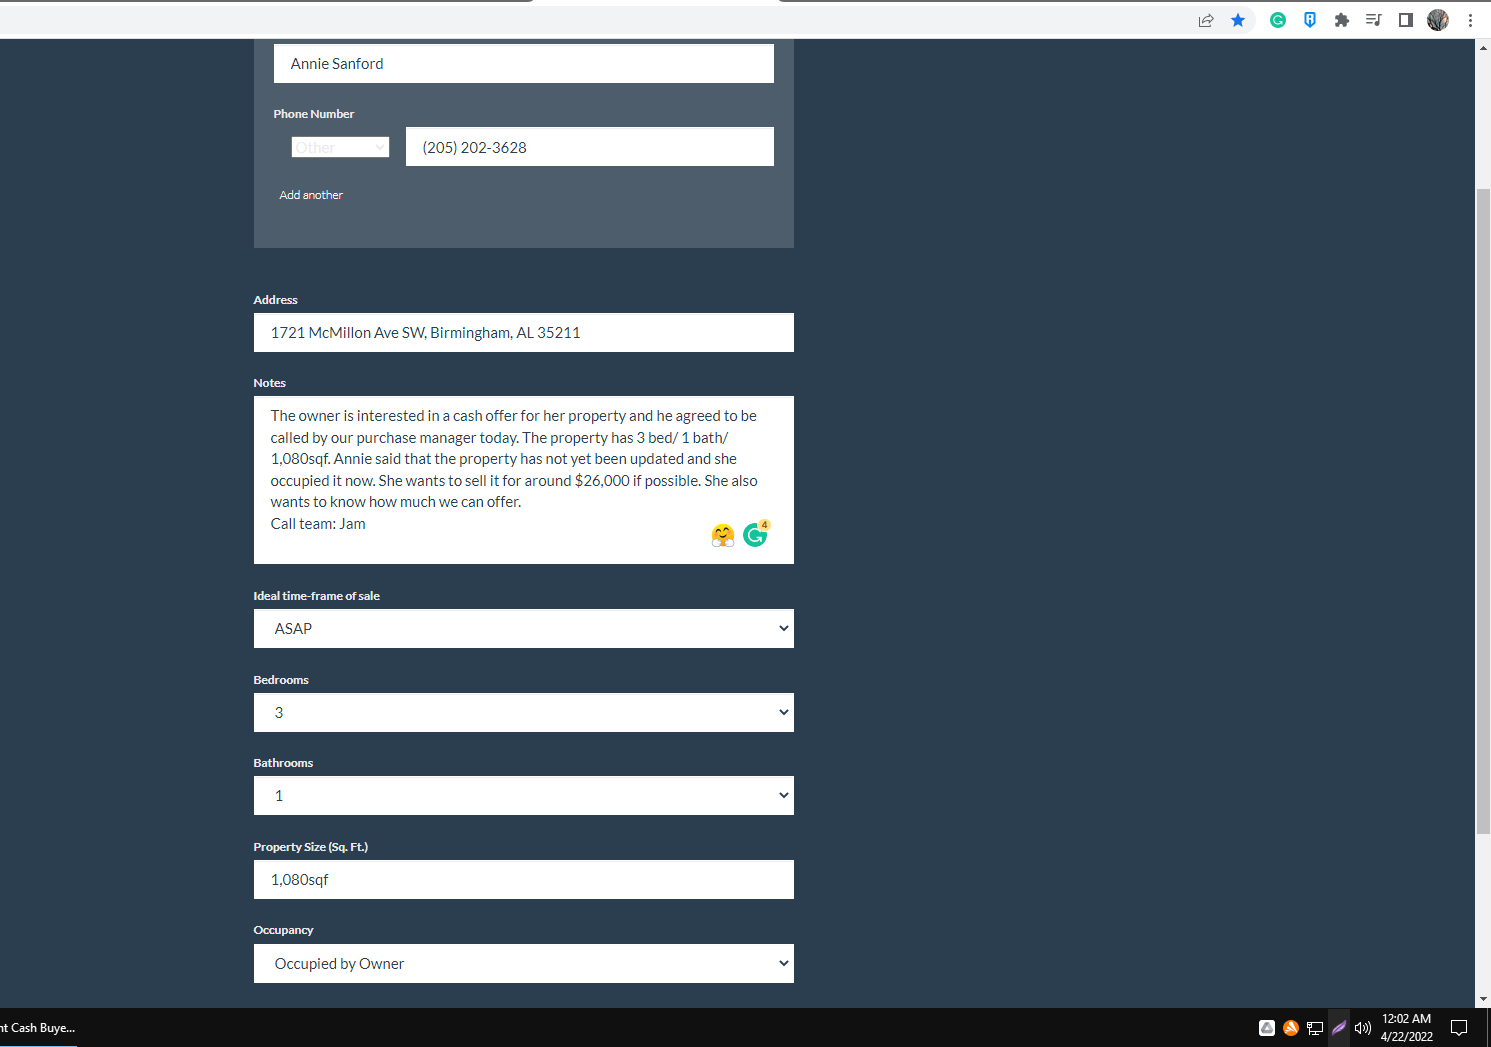 Annie Sanford
Phone Number
Other
(205) 202-3628
Add another
Address
1721 McMillon Ave SW, Birmingham, AL 35211
Notes
The owner is interested in a cash offer for her property and he agreed to be
called by our purchase manager today. The property has 3 bed/ 1 bath/
1,080sqf. Annie said that the property has not yet been updated and she
occupied it now. She wants to sell it for around $26,000 if possible. She also
wants to know how much we can offer.
Call team: Jam
4
Ideal time-frame of sale
ASAP
Bedrooms
3
Bathrooms
1
Property Size (Sq. Ft.)
1,080sqf
Occupancy
Occupied by Owner
nt Cash Buye...
12:02 AM
4/22/2022